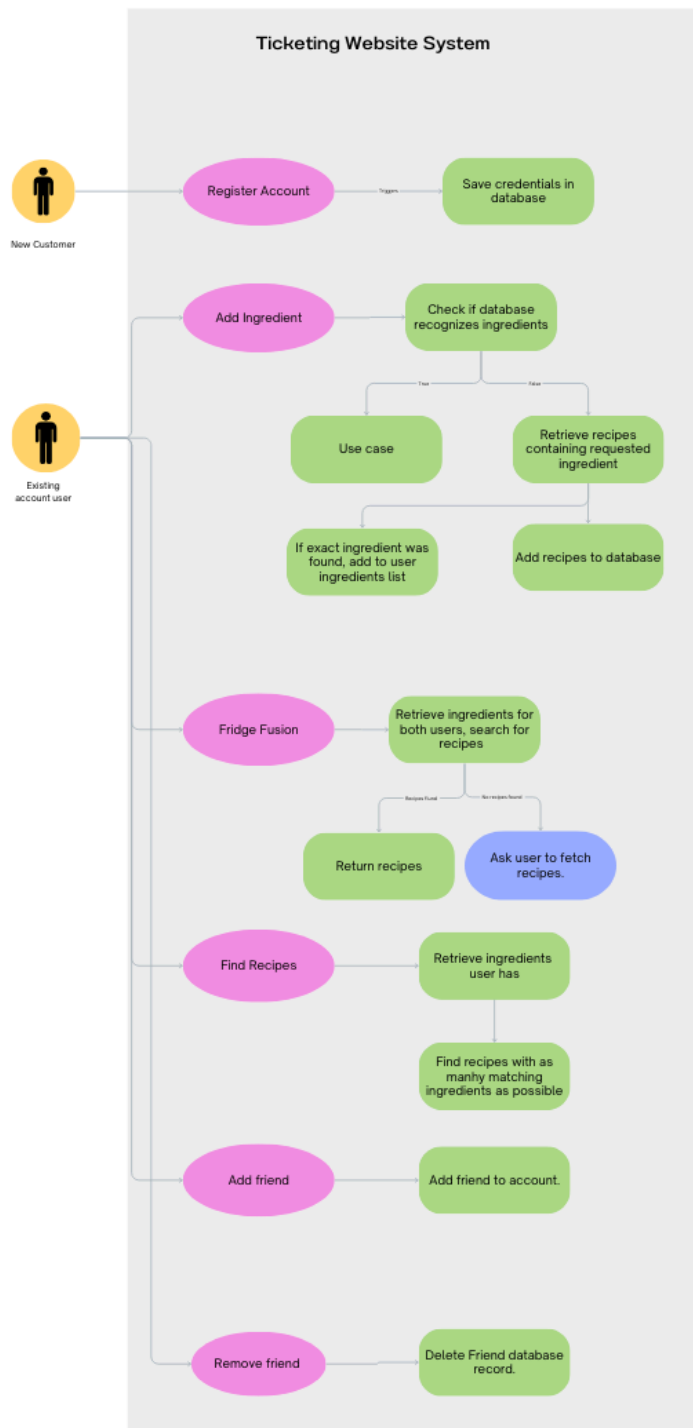 Ticketing Website System
Register Account
Triggers
Save credentials in
database
New Customer
Add Ingredient
Check if database
recognizes ingredients
True
False
Existing
account user
Use case
Retrieve recipes
containing requested
ingredient
If exact ingredient was
found, add to user
ingredients list
Add recipes to database
Fridge Fusion
Retrieve ingredients for
both users, search for
recipes
Recipes Fund
No recipes found
Return recipes
Ask user to fetch
recipes.
Find Recipes
Retrieve ingredients
user has
Find recipes with as
manhy matching
ingredients as possible
Add friend
Add friend to account.
Remove friend
Delete Friend database
record.